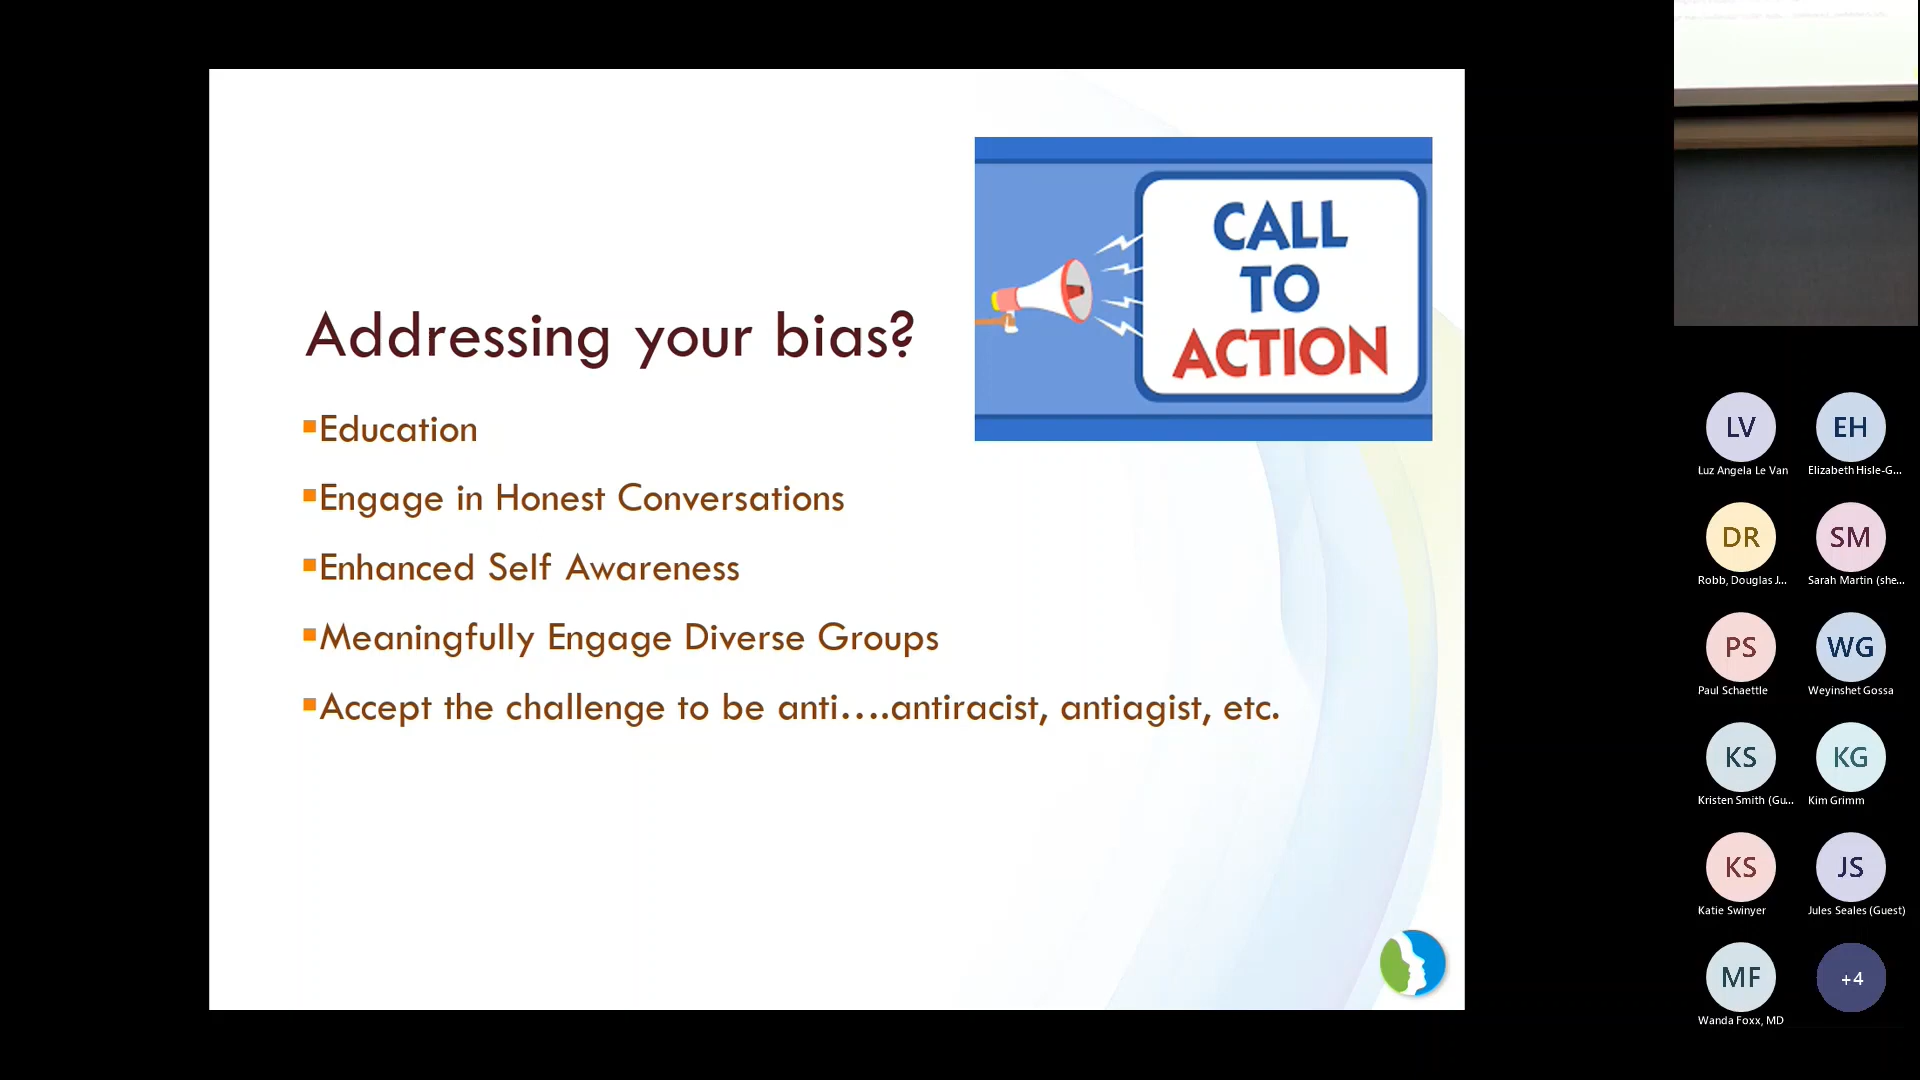 CALL
TO
ACTION
Addressing your bias?
▪Education
▪Engage in Honest Conversations
▪Enhanced Self Awareness
▪Meaningfully Engage Diverse Groups
▪Accept the challenge to be anti....antiracist, antiagist, etc.
LV EH
Luz Angela Le Van Elizabeth Hisle-G...
DR SM
Robb, Douglas J... Sarah Martin (she...
PS WG
Paul Schaettle Weyinshet Gossa
KS KG
Kristen Smith (Gu... Kim Grimm
KS JS
Katie Swinyer Jules Seales (Guest)
MF +4
Wanda Foxx, MD